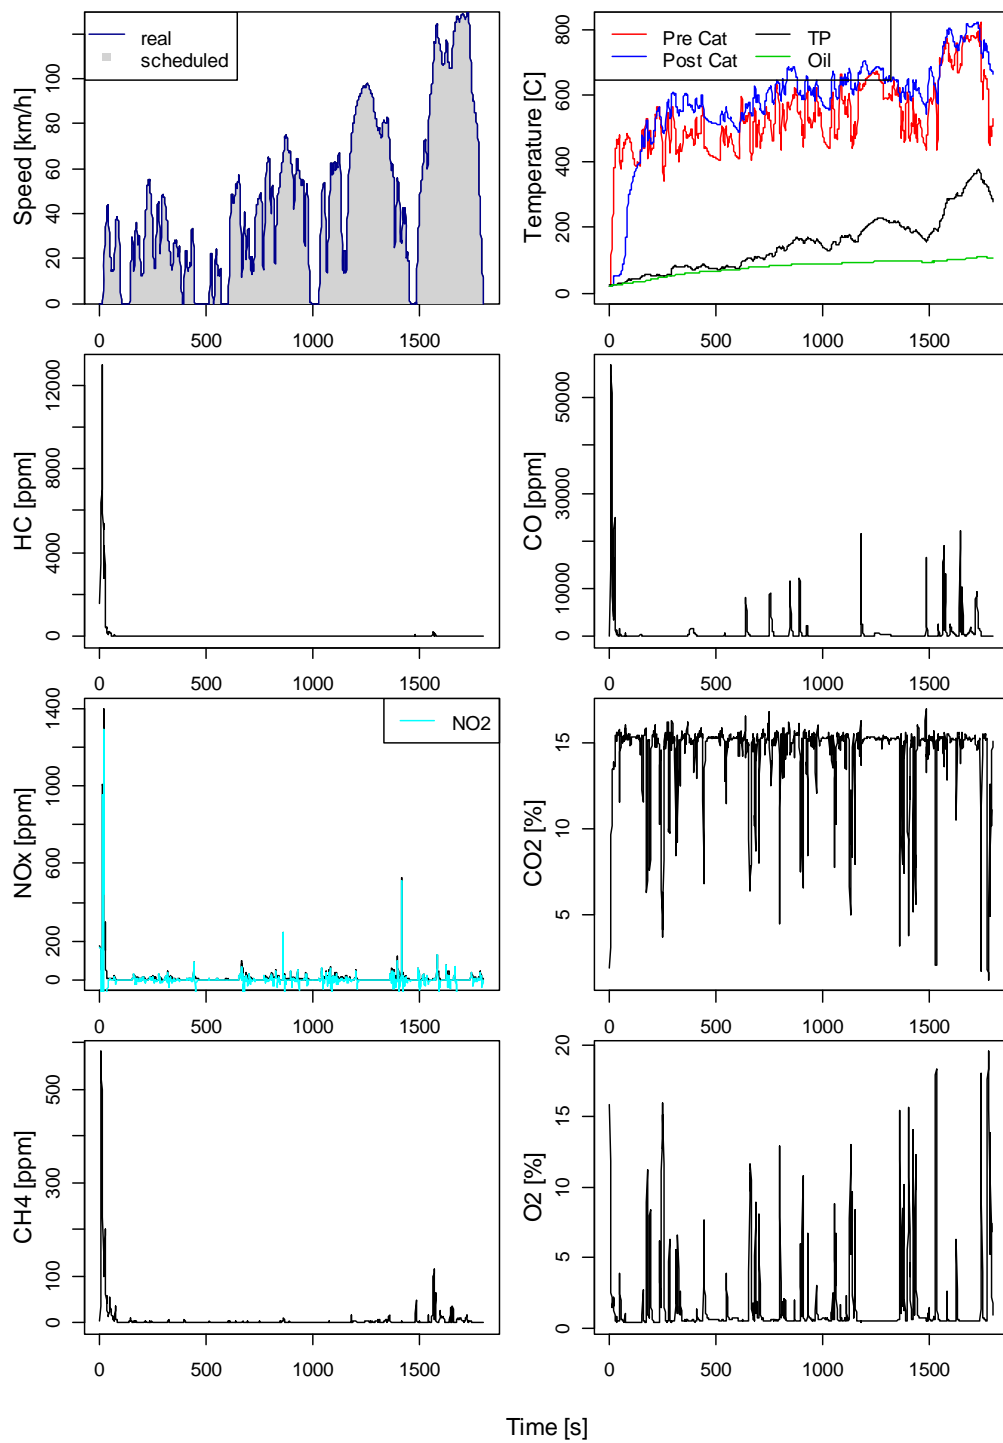 real
scheduled
Speed [km/h]
0 20 40 60 80 100
0 500 1000 1500
Pre Cat TP
Post Cat Oil
Temperature [C]
0 200 400 600 800
0 500 1000 1500
HC [ppm]
0 4000 8000 12000
0 500 1000 1500
CO [ppm]
0 10000 30000 50000
0 500 1000 1500
NO2
NOx [ppm]
0 200 600 1000 1400
0 500 1000 1500
CO2 [%]
5 10 15
0 500 1000 1500
CH4 [ppm]
0 100 300 500
0 500 1000 1500
O2 [%]
0 5 10 15 20
0 500 1000 1500
Time [s]